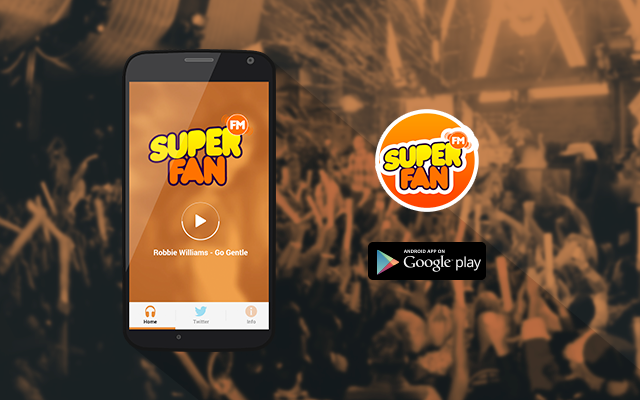 SUPER FM
FAN
Robbie Williams - Go Gentle
Home
Twitter
Info
SUPER FM
FAN
ANDROID APP ON
Google play